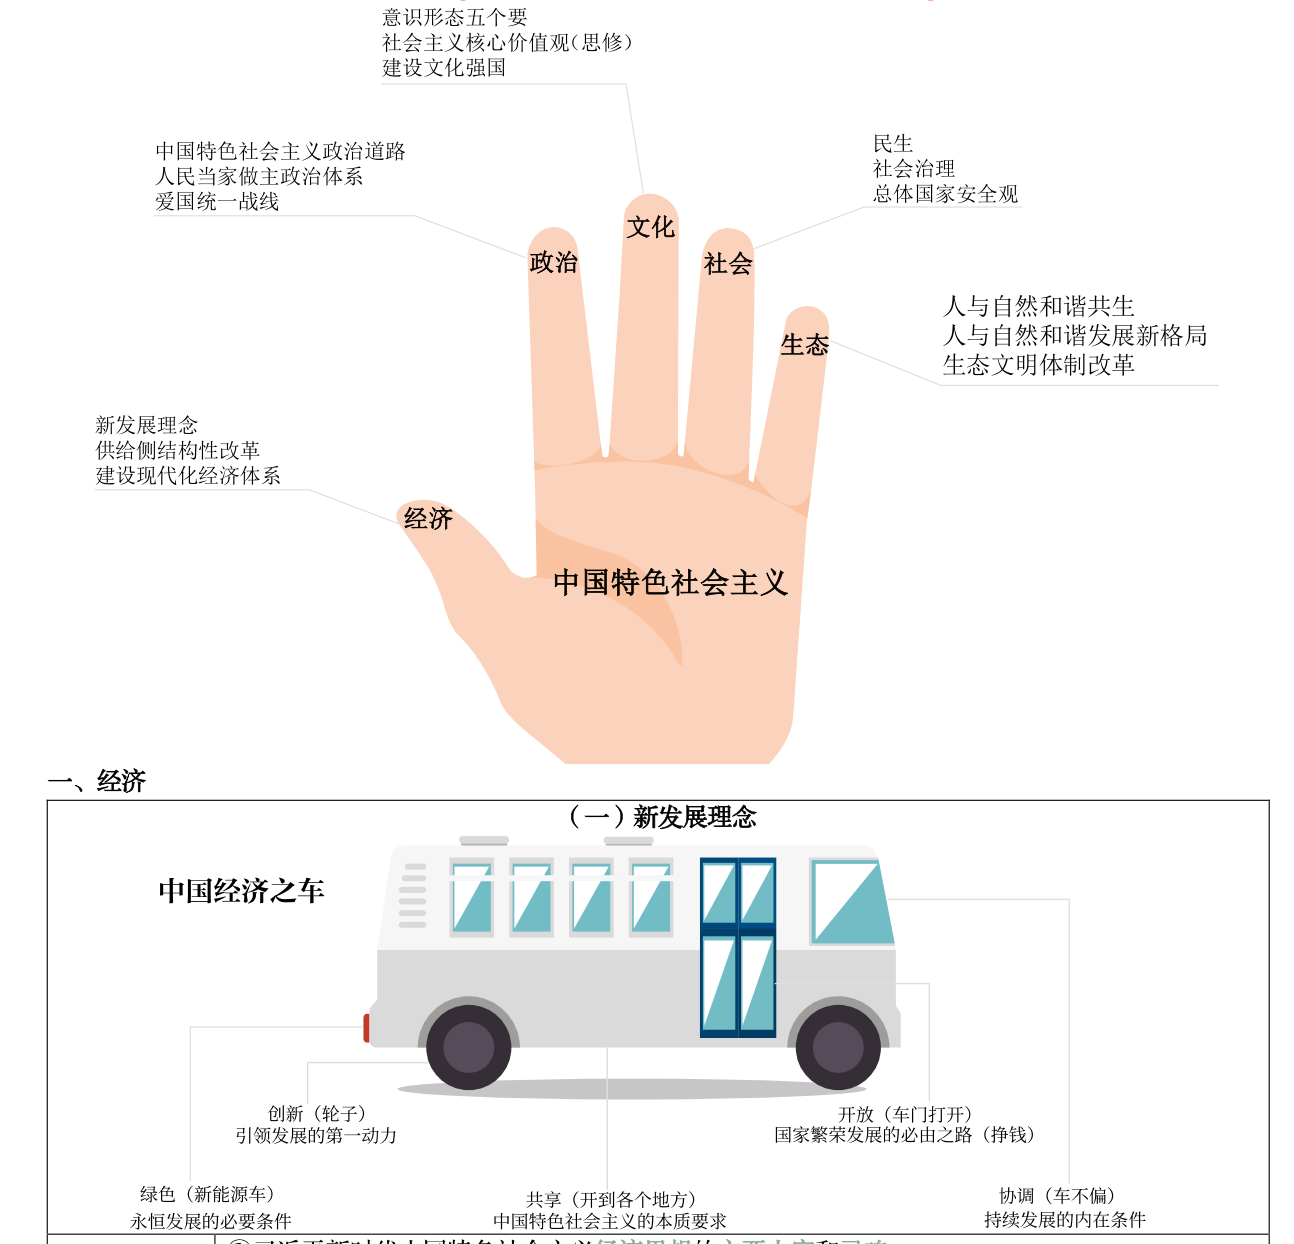 意识形态五个要
社会主义核心价值观（思修）
建设文化强国
中国特色社会主义政治道路
人民当家做主政治体系
爱国统一战线
民生
社会治理
总体国家安全观
文化
政治
社会
生态
人与自然和谐共生
人与自然和谐发展新格局
生态文明体制改革
新发展理念
供给侧结构性改革
建设现代化经济体系
经济
中国特色社会主义
一、经济
（一）新发展理念
中国经济之车
创新（轮子）
引领发展的第一动力
开放（车门打开）
国家繁荣发展的必由之路（挣钱）
绿色（新能源车）
永恒发展的必要条件
共享（开到各个地方）
中国特色社会主义的本质要求
协调（车不偏）
持续发展的内在条件